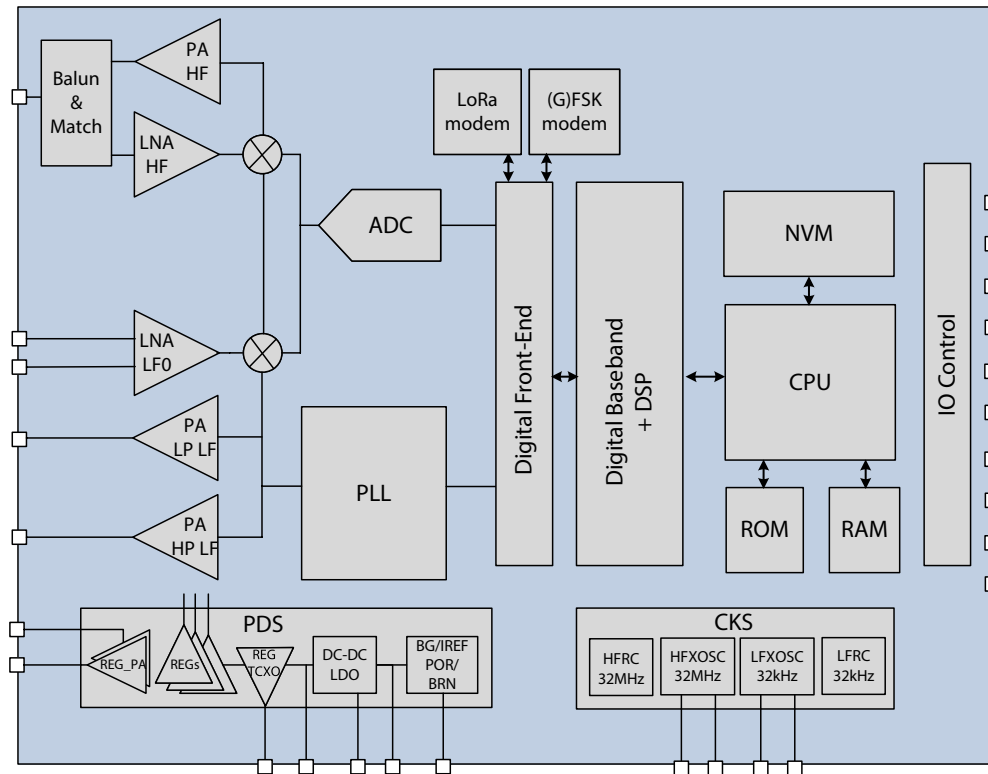 Balun
&
Match
PA
HF
LNA
HF
LoRa
modem
(G)FSK
modem
ADC
NVM
LNA
LF0
PA
LP LF
PA
HP LF
PLL
Digital Front-End
Digital Baseband
+ DSP
CPU
ROM
RAM
IO Control
PDS
REG_PA
REGs
REG
TCXO
DC-DC
LDO
BG/IREF
POR/
BRN
CKS
HFRC
32MHz
HFXOSC
32MHz
LFXOSC
32kHz
LFRC
32kHz